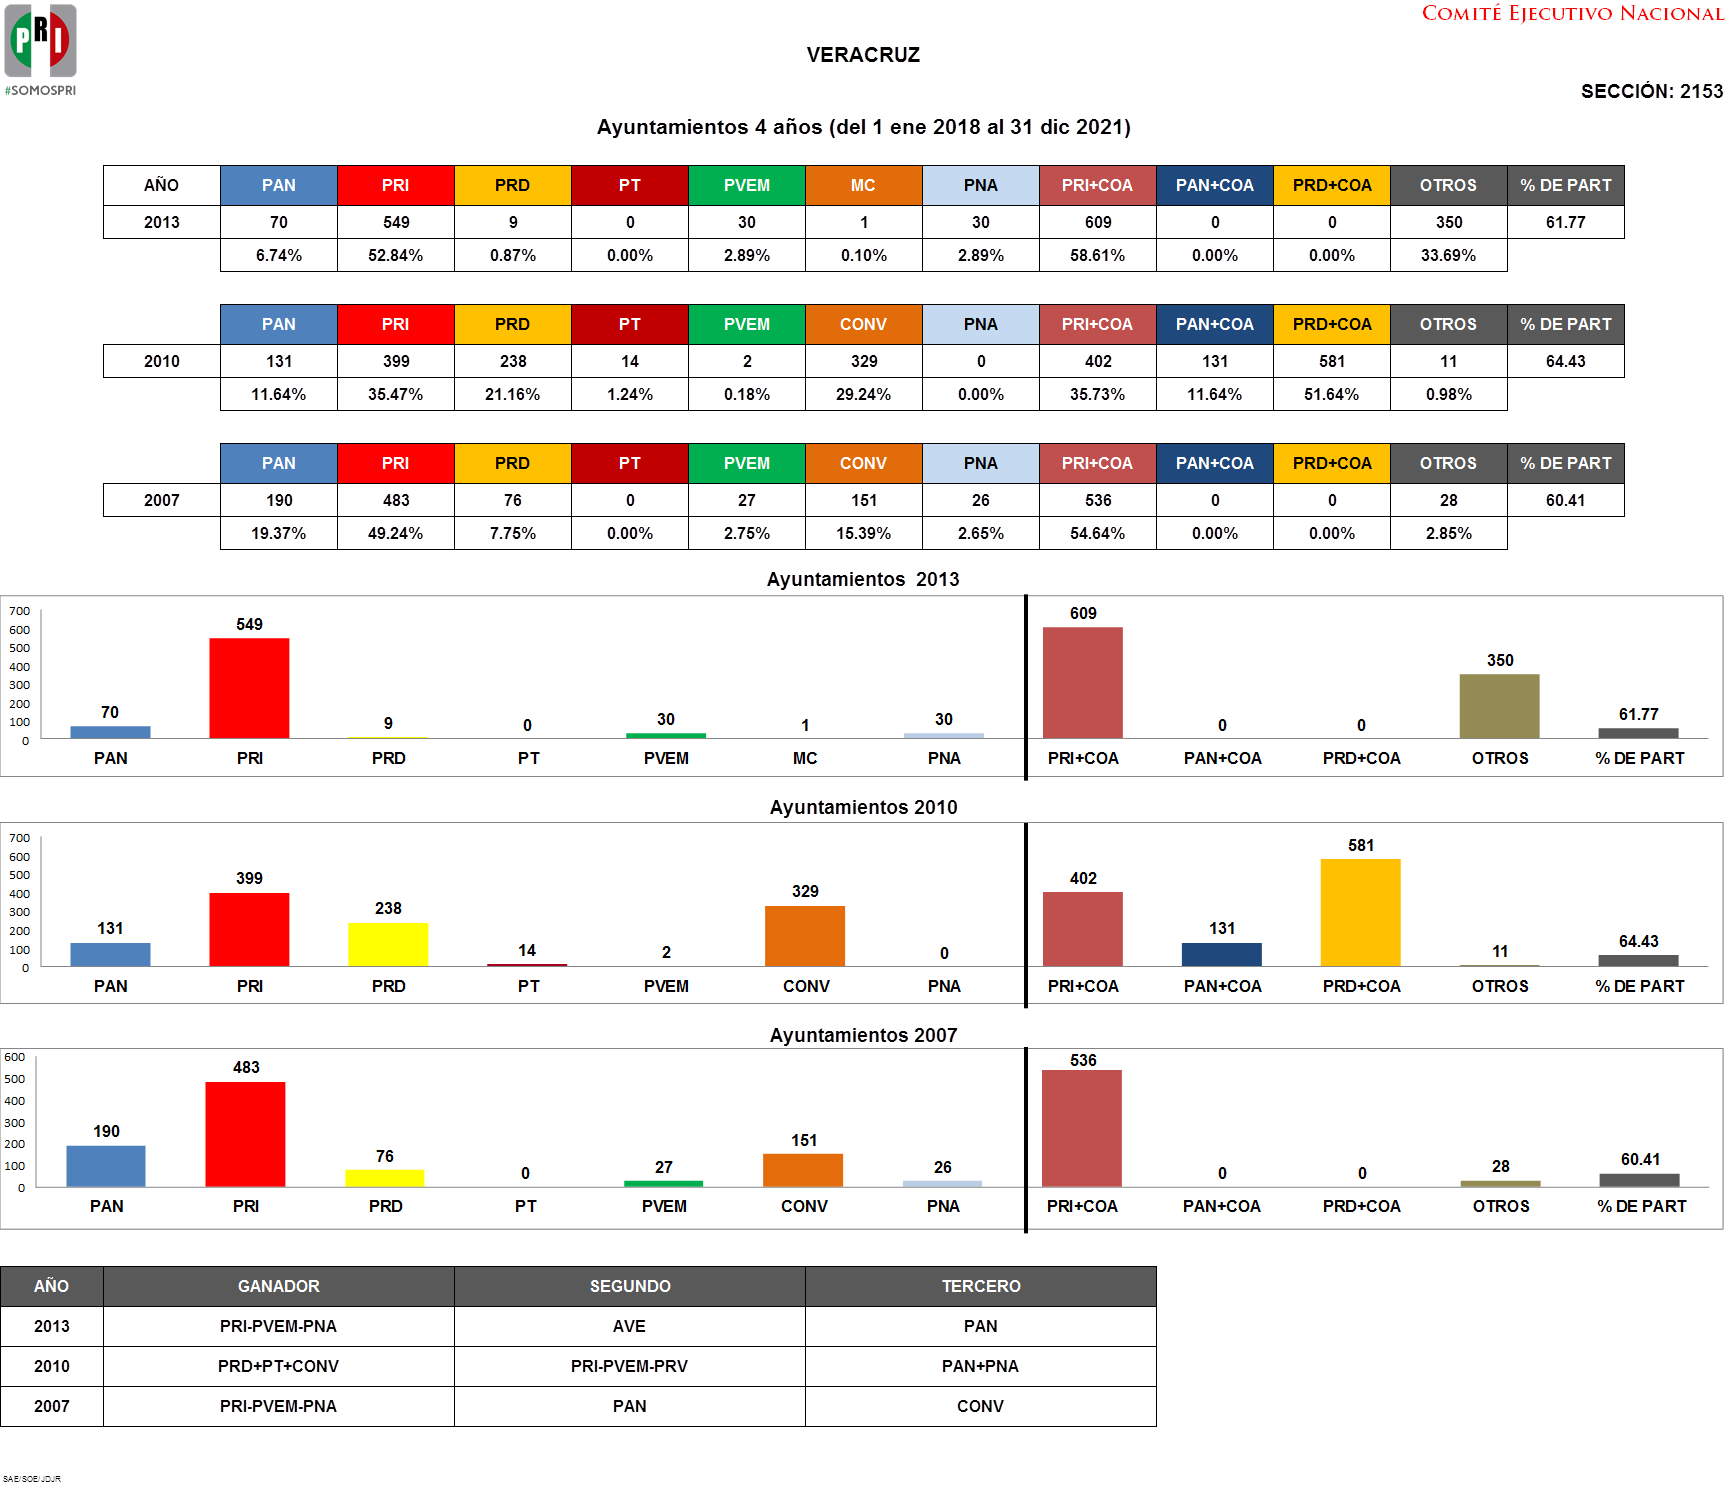 PRI
#SOMOSPRI
COMITÉ EJECUTIVO NACIONAL
VERACRUZ
SECCIÓN: 2153
Ayuntamientos 4 años (del 1 ene 2018 al 31 dic 2021)
AÑO PAN PRI PRD PT PVEM MC PNA PRI+COA PAN+COA PRD+COA OTROS % DE PART
2013 70 549 9 0 30 1 30 609 0 0 350 61.77
6.74% 52.84% 0.87% 0.00% 2.89% 0.10% 2.89% 58.61% 0.00% 0.00% 33.69%
PAN PRI PRD PT PVEM CONV PNA PRI+COA PAN+COA PRD+COA OTROS % DE PART
2010 131 399 238 14 2 329 0 402 131 581 11 64.43
11.64% 35.47% 21.16% 1.24% 0.18% 29.24% 0.00% 35.73% 11.64% 51.64% 0.98%
PAN PRI PRD PT PVEM CONV PNA PRI+COA PAN+COA PRD+COA OTROS % DE PART
2007 190 483 76 0 27 151 26 536 0 0 28 60.41
19.37% 49.24% 7.75% 0.00% 2.75% 15.39% 2.65% 54.64% 0.00% 0.00% 2.85%
Ayuntamientos 2013
700
600
500
400
300
200
100
0
70 549 9 0 30 1 30 609 0 0 350 61.77
PAN PRI PRD PT PVEM MC PNA PRI+COA PAN+COA PRD+COA OTROS % DE PART
Ayuntamientos 2010
700
600
500
400
300
200
100
0
131 399 238 14 2 329 0 402 131 581 11 64.43
PAN PRI PRD PT PVEM CONV PNA PRI+COA PAN+COA PRD+COA OTROS % DE PART
Ayuntamientos 2007
600
500
400
300
200
100
0
190 483 76 0 27 151 26 536 0 0 28 60.41
PAN PRI PRD PT PVEM CONV PNA PRI+COA PAN+COA PRD+COA OTROS % DE PART
AÑO GANADOR SEGUNDO TERCERO
2013 PRI-PVEM-PNA AVE PAN
2010 PRD+PT+CONV PRI-PVEM-PRV PAN+PNA
2007 PRI-PVEM-PNA PAN CONV
SAE/SOE/JDJR